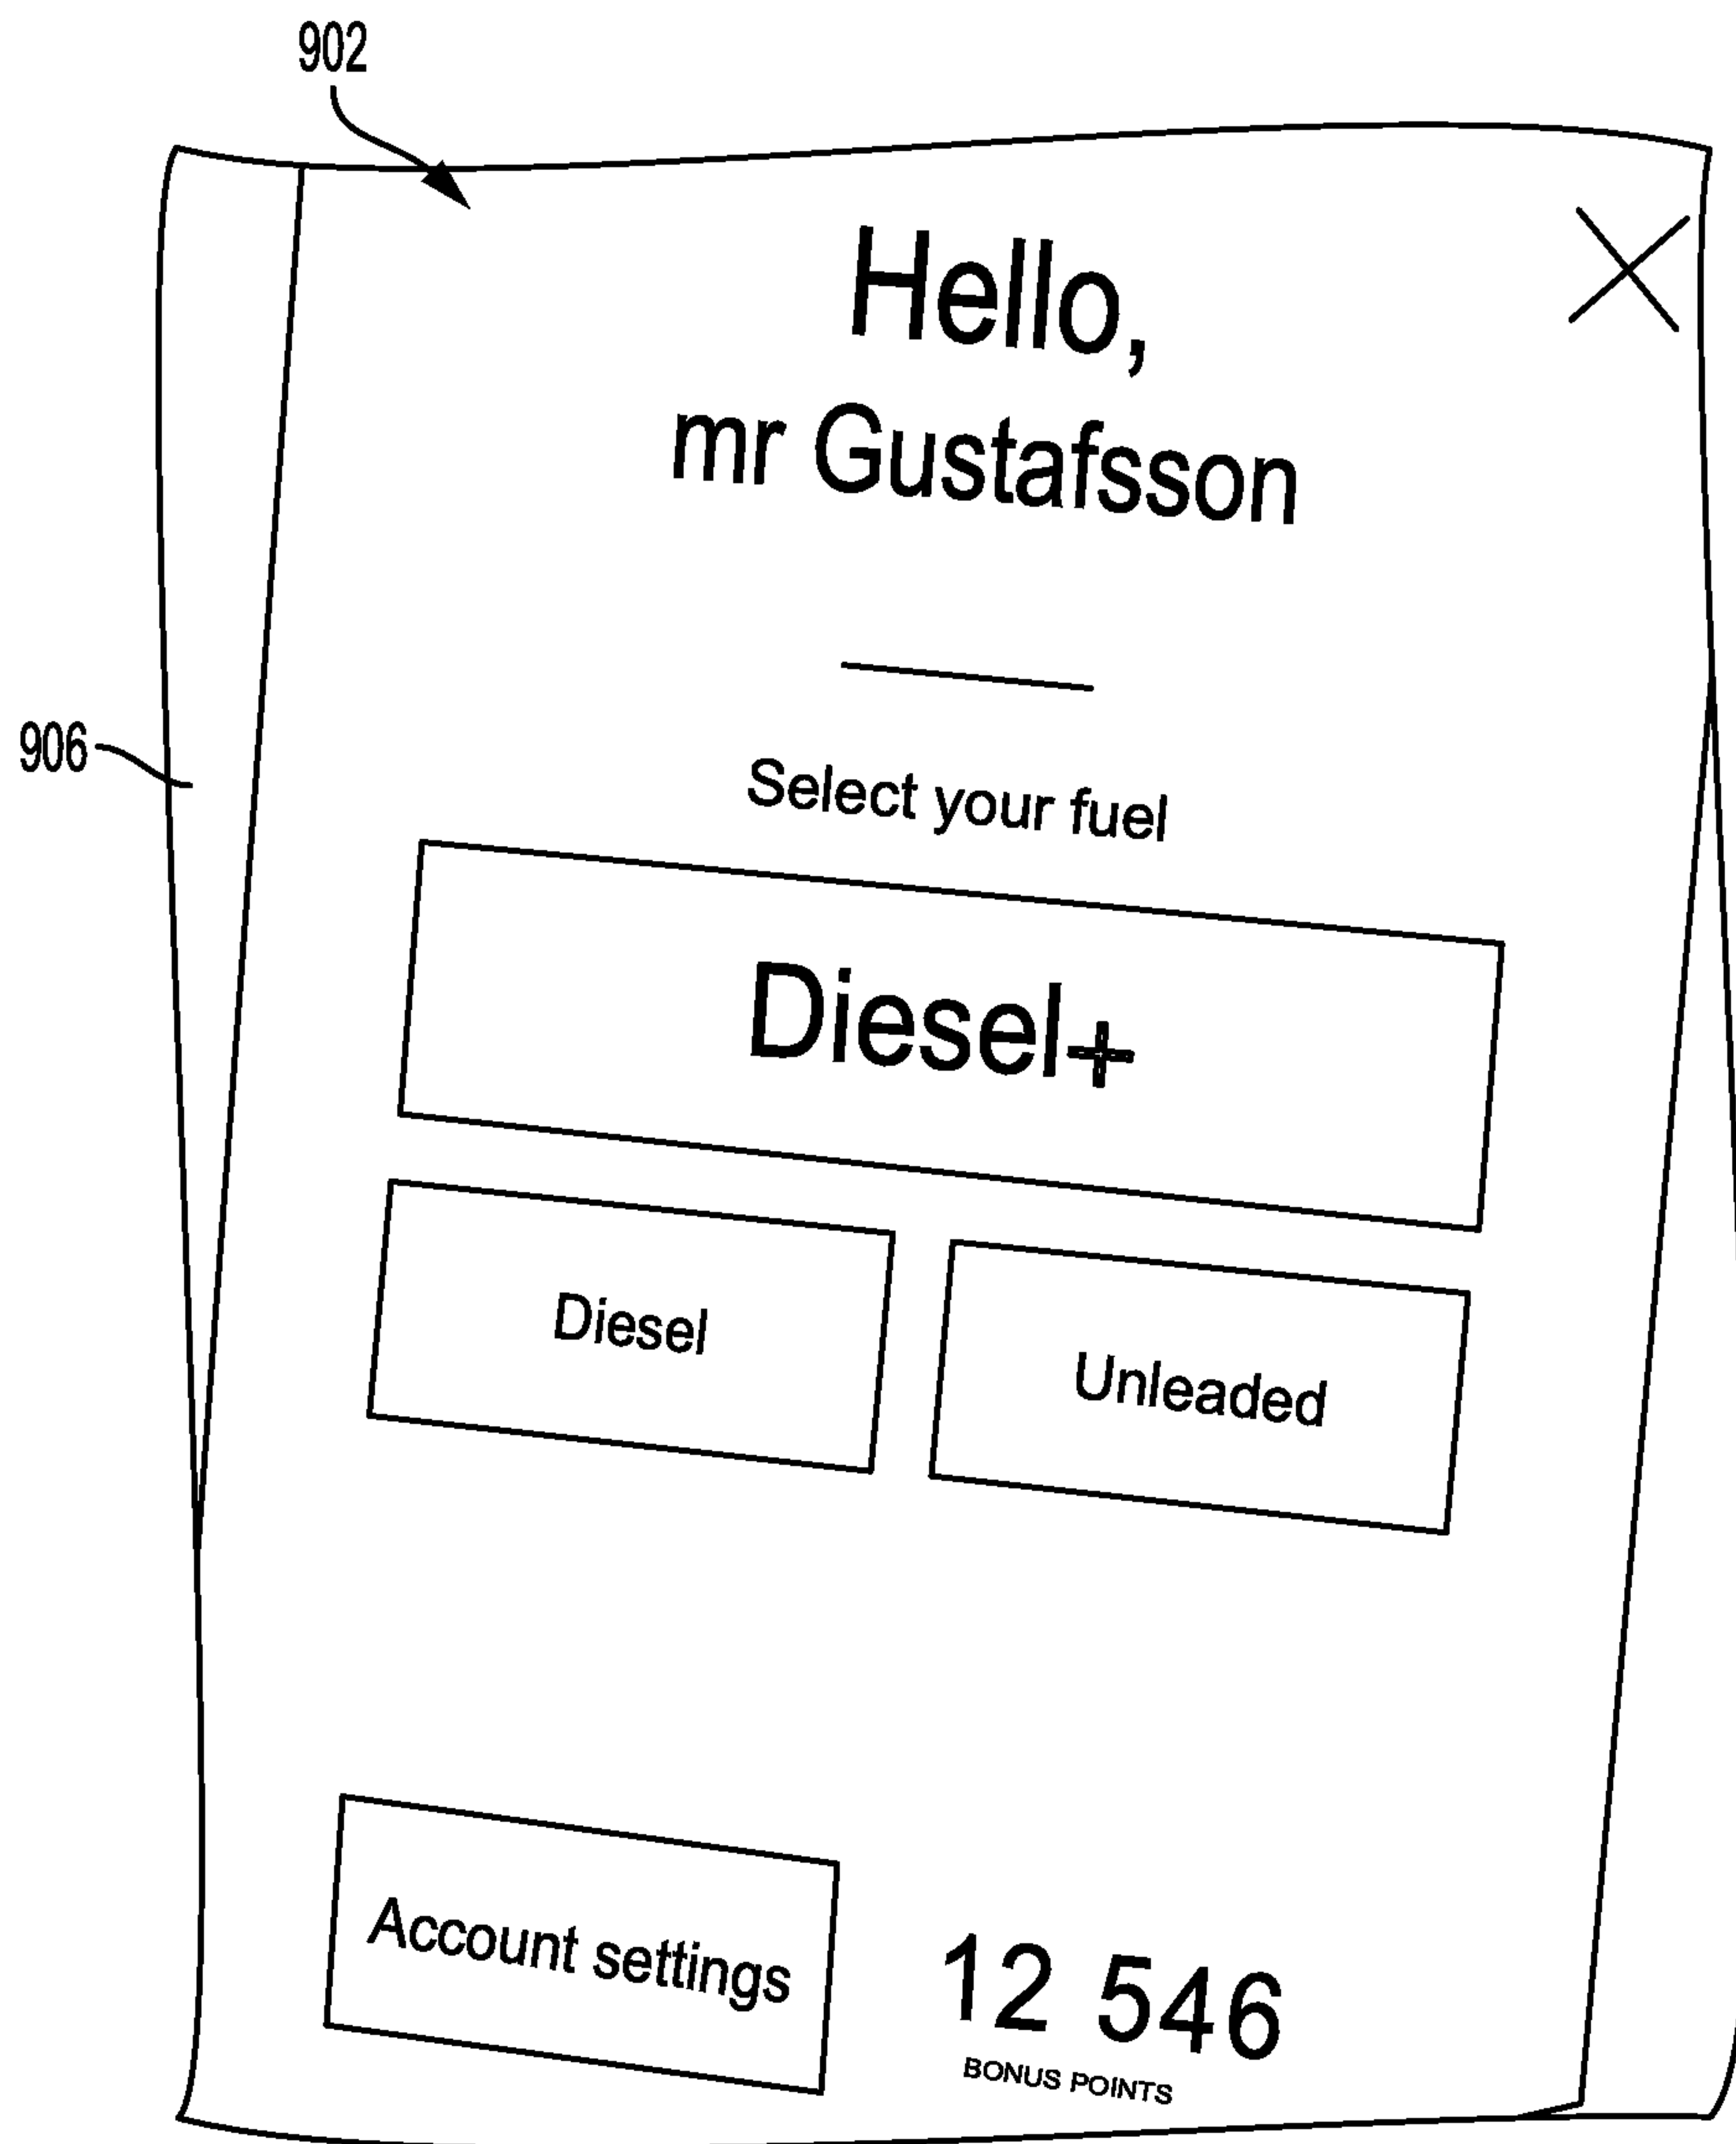 902
Hello,
mr Gustafsson
906
Select your fuel
Diesel+
Diesel
Unleaded
Account settings
12 546
BONUS POINTS